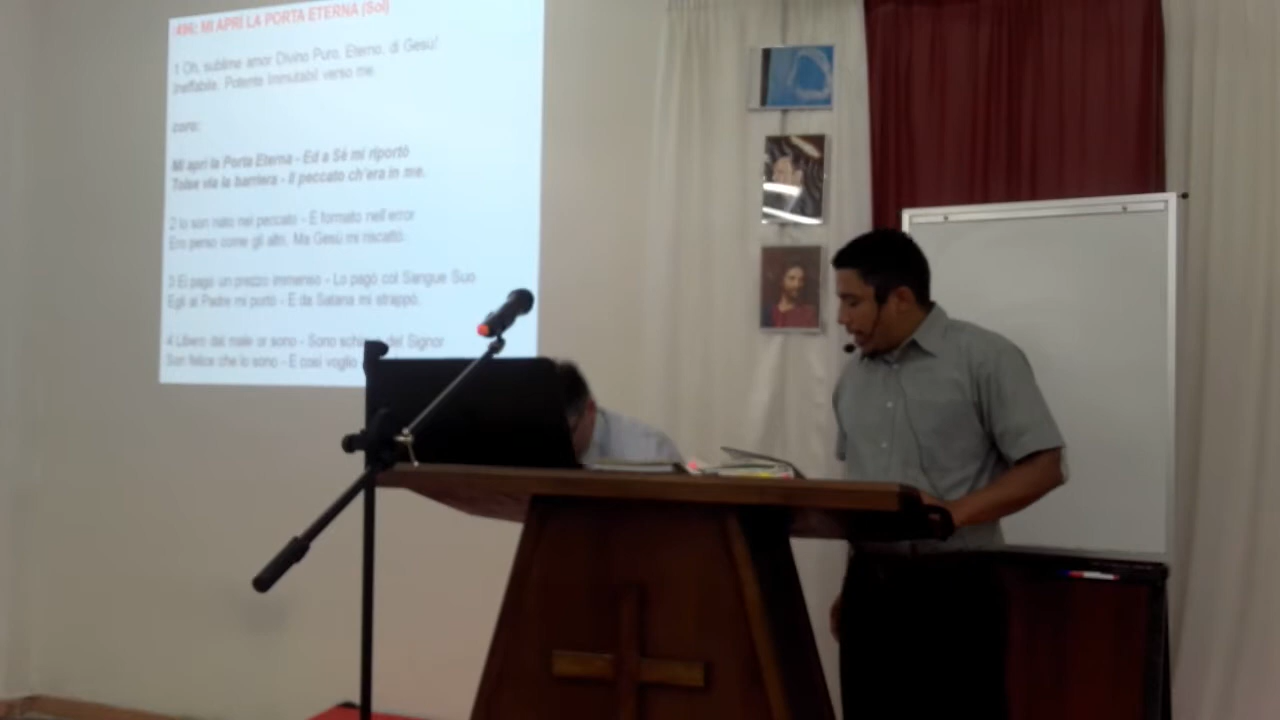 496: MI APRÌ LA PORTA ETERNA (Sol)
1 Oh, sublime amor Divino Puro, Eterno, di Gesù!
Ineffabile, Potente Immutabil verso me.
coro:
Mi aprì la Porta Eterna - Ed a Sé mi riportò
Tolse via la barriera - Il peccato ch'era in me.
2 Io son nato nel peccato - E formato nell'error
Ero perso come gli altri, Ma Gesù mi riscattò.
3 Ei pagò un prezzo immenso - Lo pagò col Sangue Suo
Egli al Padre mi portò - E da Satana mi strappò.
4 Libero dal male or sono - Sono del Signor
Son felice che lo sono - E così voglio